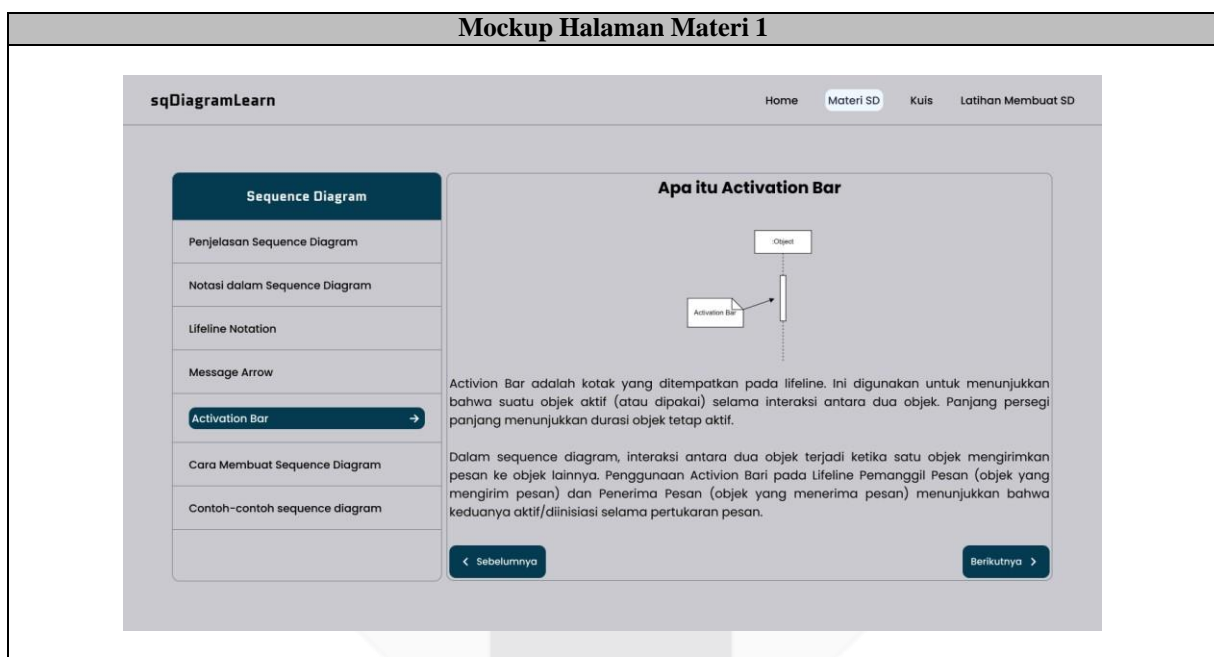 Mockup Halaman Materi 1
sqDiagramLearn
Home
Materi SD
Kuis
Latihan Membuat SD
Sequence Diagram
Penjelasan Sequence Diagram
Notasi dalam Sequence Diagram
Lifeline Notation
Message Arrow
Activation Bar
Cara Membuat Sequence Diagram
Contoh-contoh sequence diagram
Apa itu Activation Bar
:Object
Activation Bar
Activion Bar adalah kotak yang ditempatkan pada lifeline. Ini digunakan untuk menunjukkan
bahwa suatu objek aktif (atau dipakai) selama interaksi antara dua objek. Panjang persegi
panjang menunjukkan durasi objek tetap aktif.
Dalam sequence diagram, interaksi antara dua objek terjadi ketika satu objek mengirimkan
pesan ke objek lainnya. Penggunaan Activion Bari pada Lifeline Pemanggil Pesan (objek yang
mengirim pesan) dan Penerima Pesan (objek yang menerima pesan) menunjukkan bahwa
keduanya aktif/diinisiasi selama pertukaran pesan.
Sebelumnya
Berikutnya